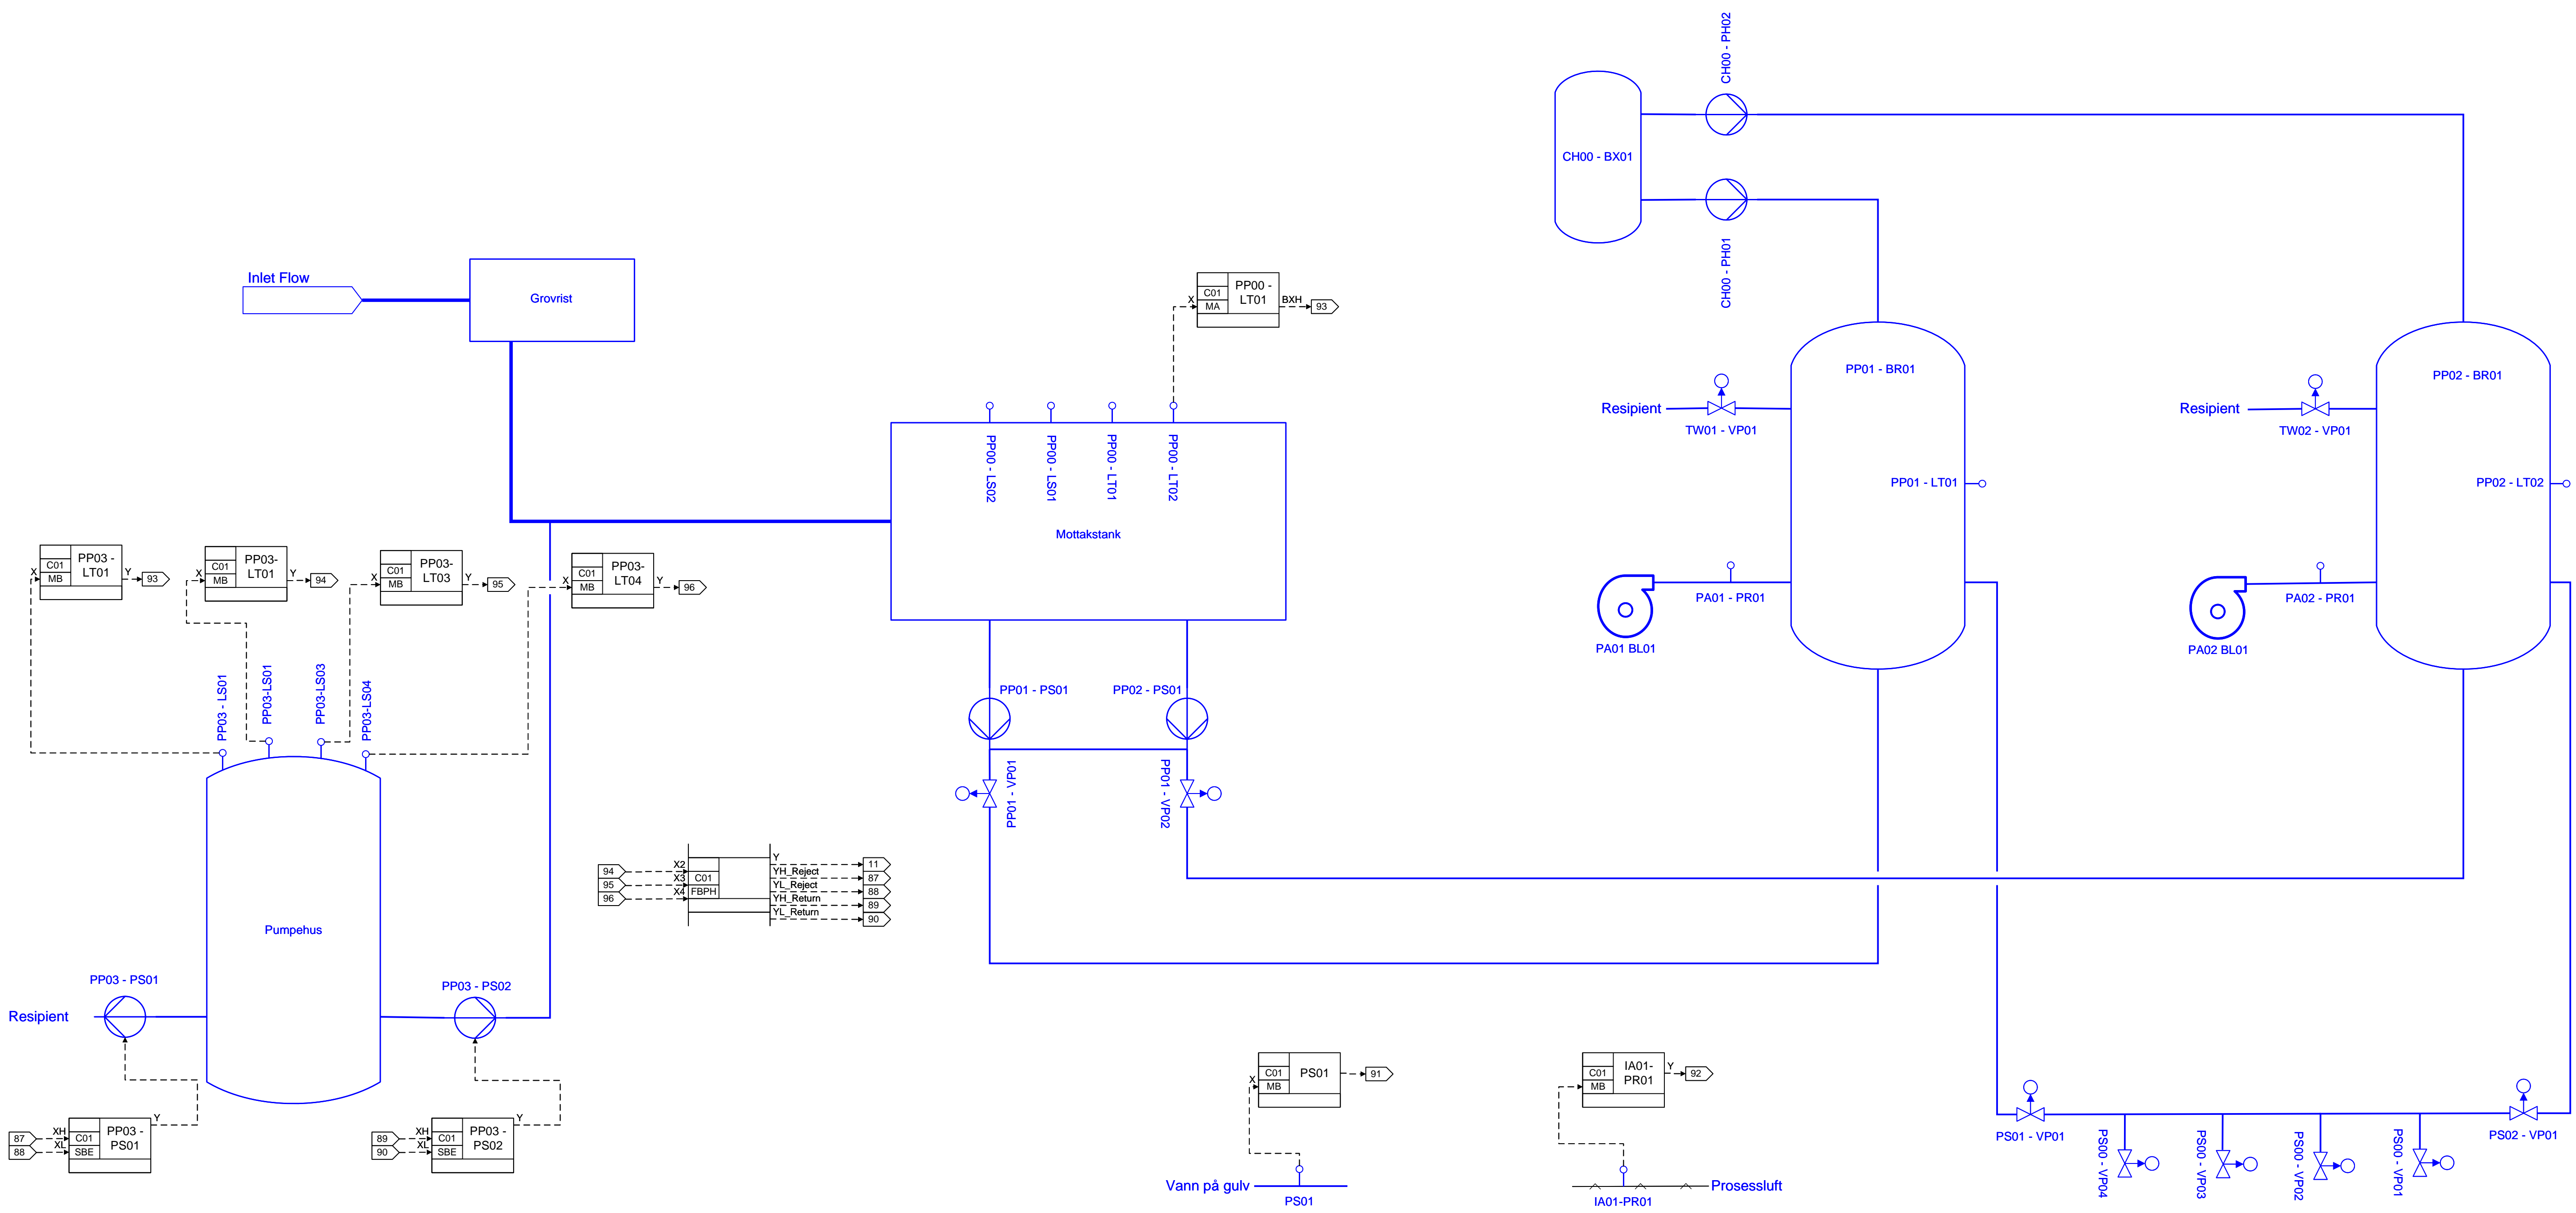 CH00 - PH02
CH00 - BX01
CH00 - PH01
Inlet Flow
Grovrist
PP00 -
LT01
C01
MA
X
BXH
93
PP01 - BR01
PP02 - BR01
Resipient
TW01 - VP01
Resipient
TW02 - VP01
PP00 - LS02
PP00 - LS01
PP00 - LT01
PP00 - LT02
Mottakstank
PP01 - LT01
PP02 - LT02
PP03 -
LT01
C01
MB
X
Y
93
PP03-
LT01
C01
MB
X
Y
94
PP03-
LT03
C01
MB
X
Y
95
PP03-
LT04
C01
MB
X
Y
96
PA01 - PR01
PA01 BL01
PA02 - PR01
PA02 BL01
PP03 - LS01
PP03-LS01
PP03-LS03
PP03-LS04
PP01 - PS01
PP02 - PS01
PP01 - VP01
PP01 - VP02
94
95
96
X2
X3
X4
C01
FBPH
Y
YH_Reject
YL_Reject
YH_Return
YL_Return
11
87
88
89
90
Pumpehus
PP03 - PS01
Resipient
PP03 - PS02
87
88
XH
XL
C01
SBE
PP03 -
PS01
Y
89
90
XH
XL
C01
SBE
PP03 -
PS02
Y
X
C01
MB
PS01
91
Vann på gulv
PS01
C01
MB
IA01-
PR01
Y
92
Prosessluft
IA01-PR01
PS01 - VP01
PS02 - VP01
PS00 - VP04
PS00 - VP03
PS00 - VP02
PS00 - VP01